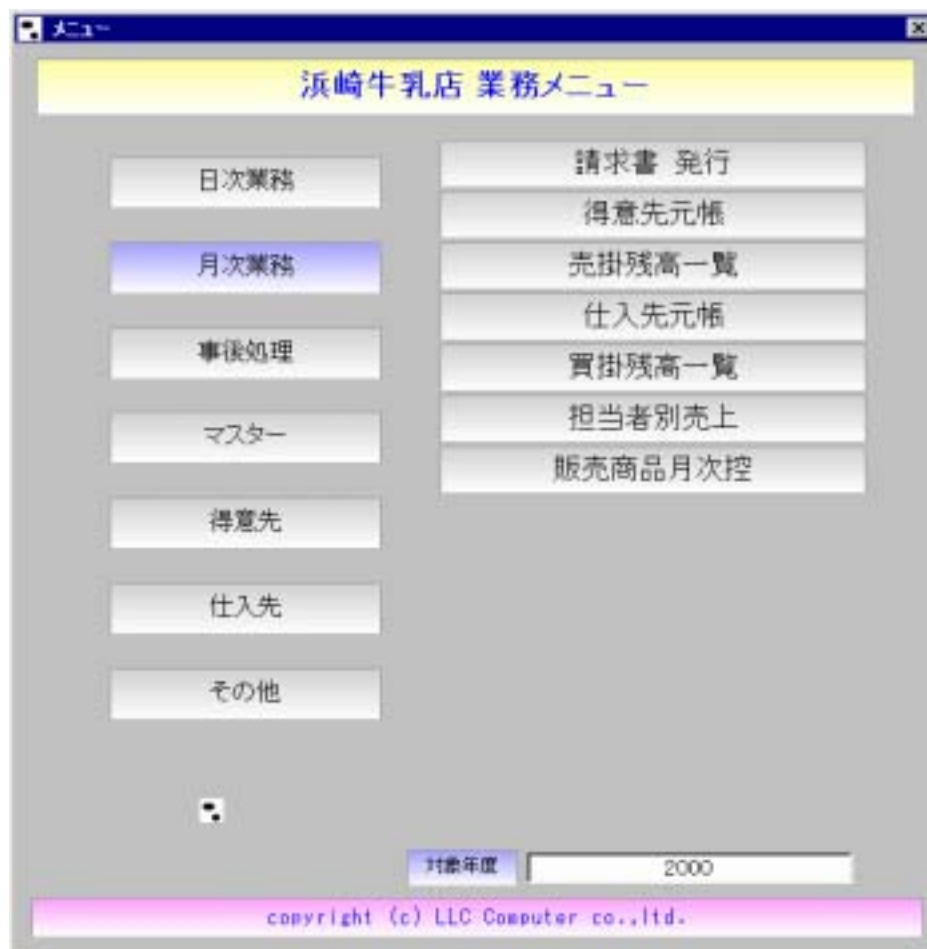 メニュー
浜崎牛乳店 業務メニュー
日次業務
月次業務
事後処理
マスター
得意先
仕入先
その他
請求書 発行
得意先元帳
売掛残高一覧
仕入先元帳
買掛残高一覧
担当者別売上
販売商品月次控
対象年度 2000
copyright (c) LLC Computer co.,ltd.